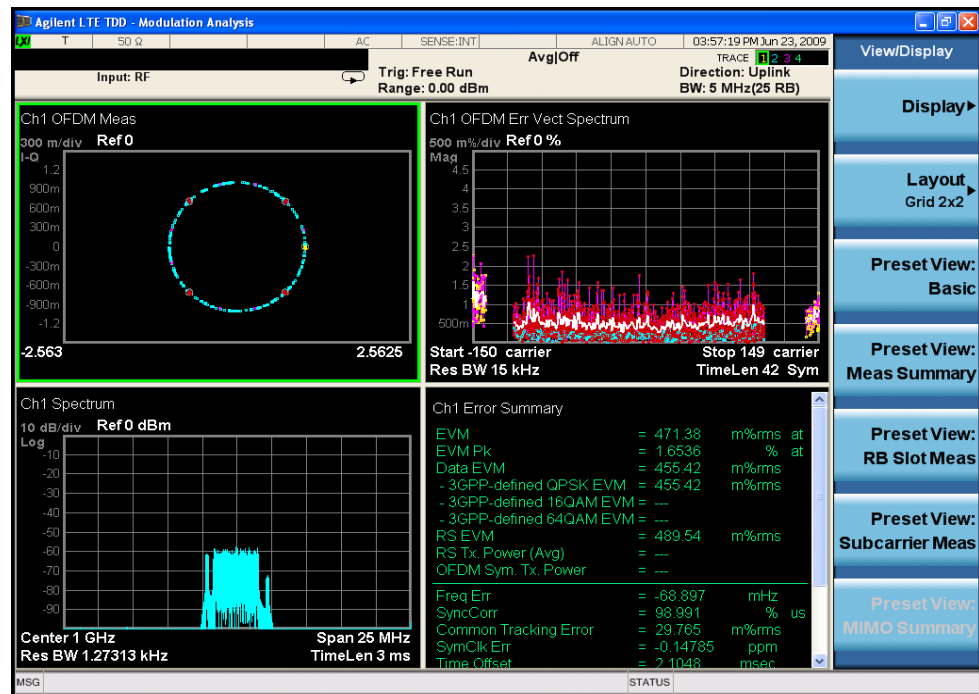 Agilent LTE TDD - Modulation Analysis
LXI T 50 Ω AC SENSE:INT ALIGN AUTO 03:57:19 PM Jun 23, 2009
Avg|Off TRACE 1 2 3 4
Input: RF Trig: Free Run Direction: Uplink
Range: 0.00 dBm BW: 5 MHz(25 RB)
Ch1 OFDM Meas
300 m/div Ref 0
I-Q
1.2
900m
600m
300m
0
-300m
-600m
-900m
-1.2
-2.563 2.5625
Ch1 OFDM Err Vect Spectrum
500 m%/div Ref 0 %
Mag
4.5
4
3.5
3
2.5
2
1.5
1
500m
Start -150 carrier Stop 149 carrier
Res BW 15 kHz TimeLen 42 Sym
Ch1 Spectrum
10 dB/div Ref 0 dBm
Log
-10
-20
-30
-40
-50
-60
-70
-80
-90
Center 1 GHz Span 25 MHz
Res BW 1.27313 kHz TimeLen 3 ms
Ch1 Error Summary
EVM = 471.38 m%rms at
EVM Pk = 1.6536 % at
Data EVM = 455.42 m%rms
- 3GPP-defined QPSK EVM = 455.42 m%rms
- 3GPP-defined 16QAM EVM = ---
- 3GPP-defined 64QAM EVM = ---
RS EVM = 489.54 m%rms
RS Tx. Power (Avg) = ---
OFDM Sym. Tx. Power = ---
Freq Err = -68.897 mHz
SyncCorr = 98.991 % us
Common Tracking Error = 29.765 m%rms
SymClk Err = -0.14785 ppm
Time Offset = 2.1048 msec
View/Display
Display
Layout
Grid 2x2
Preset View:
Basic
Preset View:
Meas Summary
Preset View:
RB Slot Meas
Preset View:
Subcarrier Meas
Preset View:
MIMO Summary
MSG STATUS